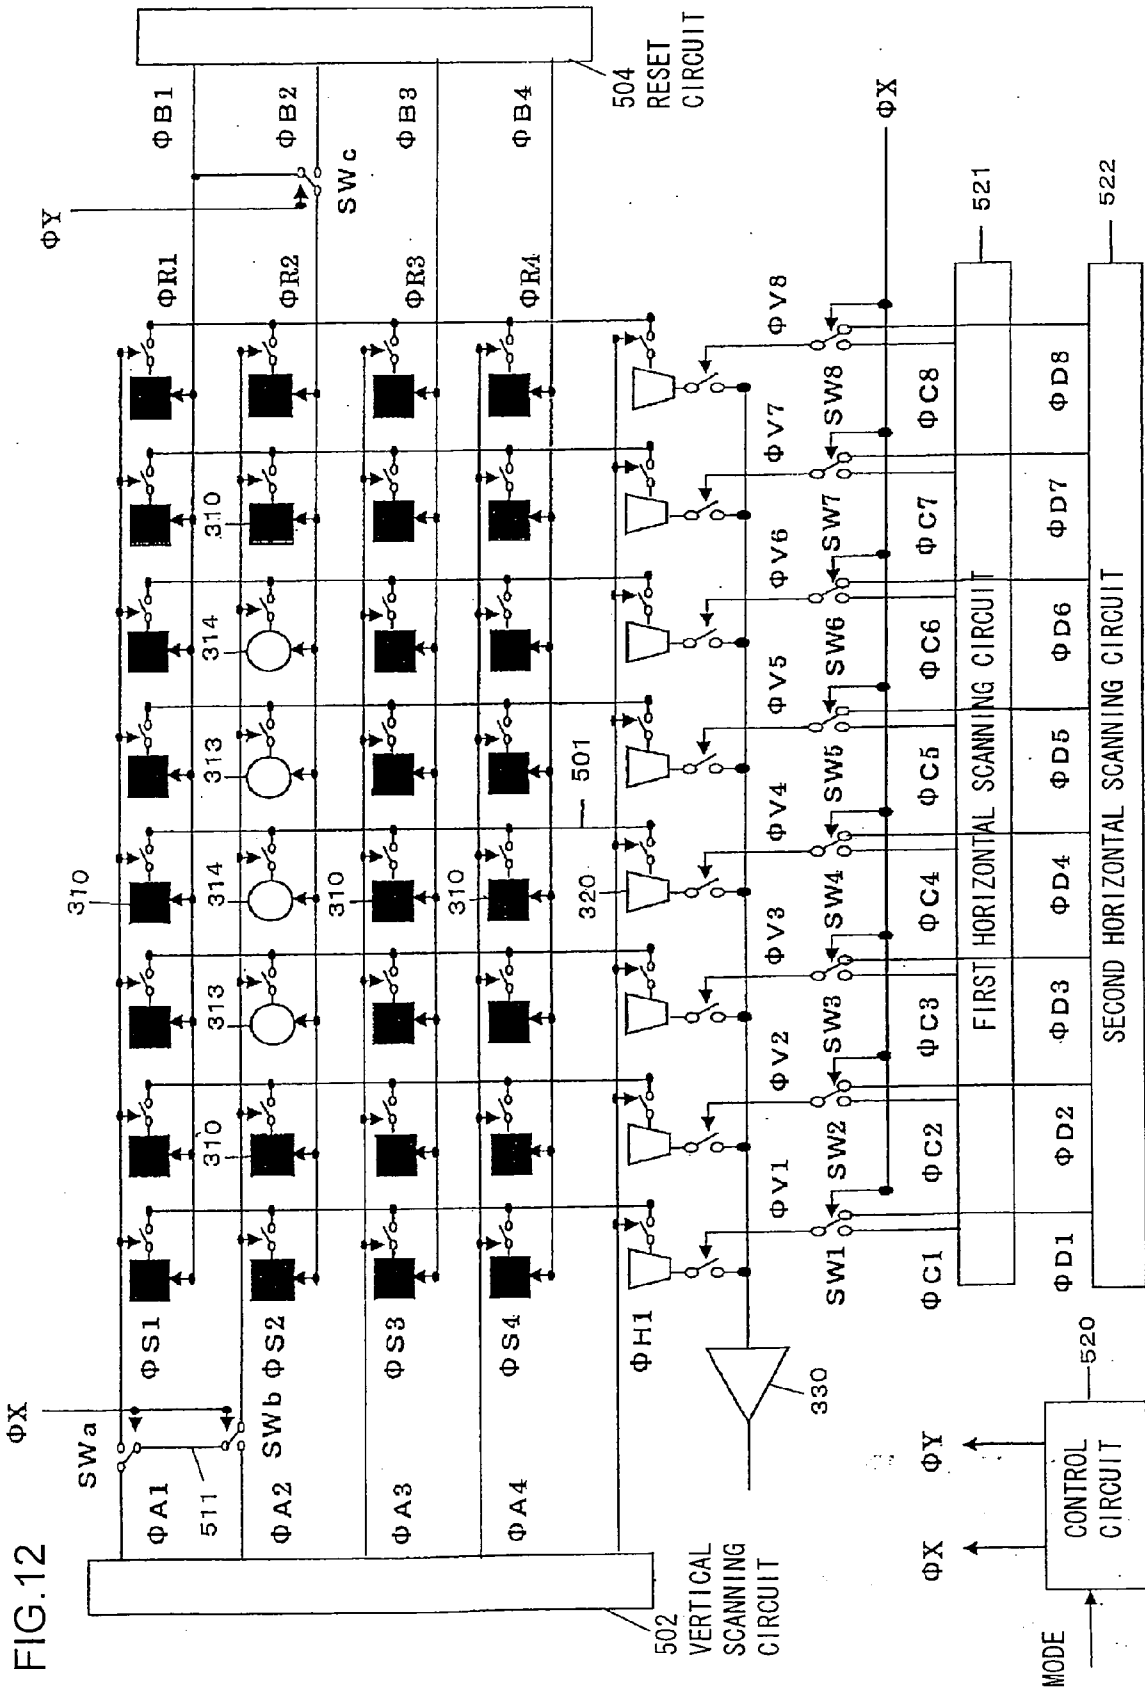 FIG.12
ΦX
SWa
ΦA1
511
ΦS1
SWb
ΦA2
ΦS2
ΦA3
ΦS3
ΦA4
ΦS4
ΦH1
502
VERTICAL
SCANNING
CIRCUIT
310
310
313
314
313
314
310
310
310
320
501
ΦY
ΦR1
ΦR2
ΦR3
ΦR4
SWc
ΦB1
ΦB2
ΦB3
ΦB4
504
RESET
CIRCUIT
330
ΦV1
ΦV2
ΦV3
ΦV4
ΦV5
ΦV6
ΦV7
ΦV8
SW1
SW2
SW3
SW4
SW5
SW6
SW7
SW8
ΦX
ΦC1
ΦC2
ΦC3
ΦC4
ΦC5
ΦC6
ΦC7
ΦC8
FIRST HORIZONTAL SCANNING CIRCUIT
521
ΦD1
ΦD2
ΦD3
ΦD4
ΦD5
ΦD6
ΦD7
ΦD8
SECOND HORIZONTAL SCANNING CIRCUIT
522
ΦX
ΦY
MODE
CONTROL
CIRCUIT
520